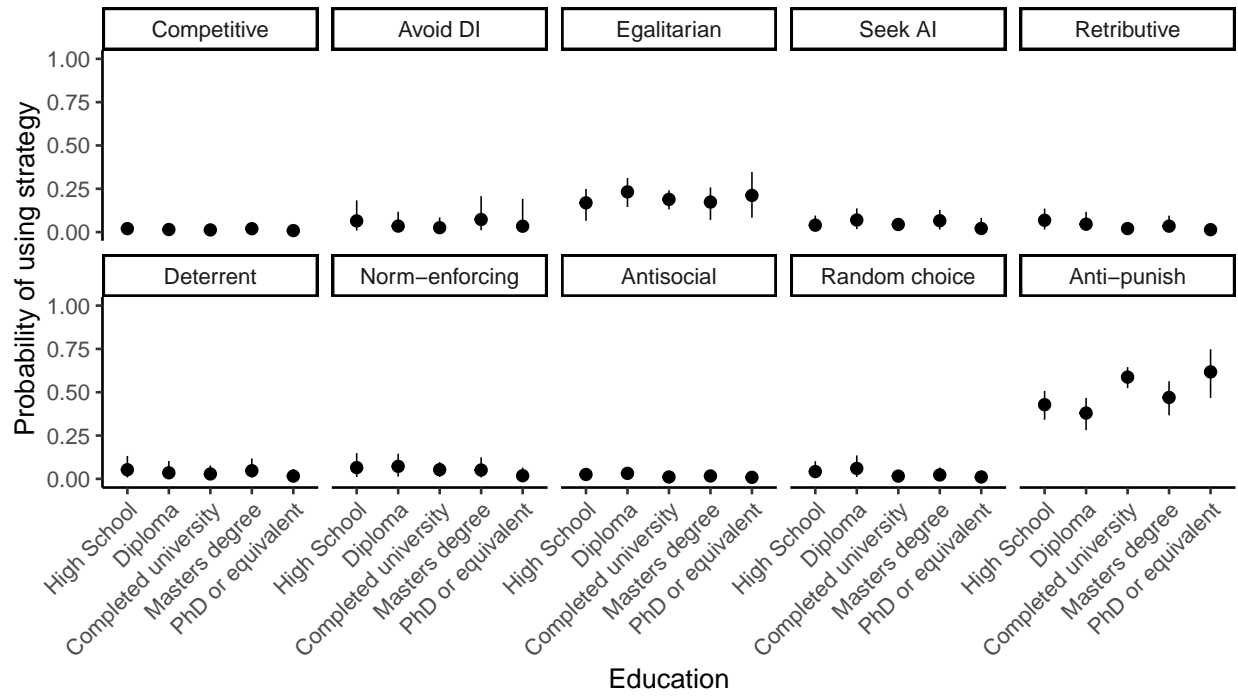 Competitive Avoid DI Egalitarian Seek AI Retributive
1.00
0.75
0.50
0.25
0.00
Deterrent Norm−enforcing Antisocial Random choice Anti−punish
1.00
0.75
0.50
0.25
0.00
Probability of using strategy
High School Diploma Completed university Masters degree PhD or equivalent
High School Diploma Completed university Masters degree PhD or equivalent
High School Diploma Completed university Masters degree PhD or equivalent
High School Diploma Completed university Masters degree PhD or equivalent
High School Diploma Completed university Masters degree PhD or equivalent
Education